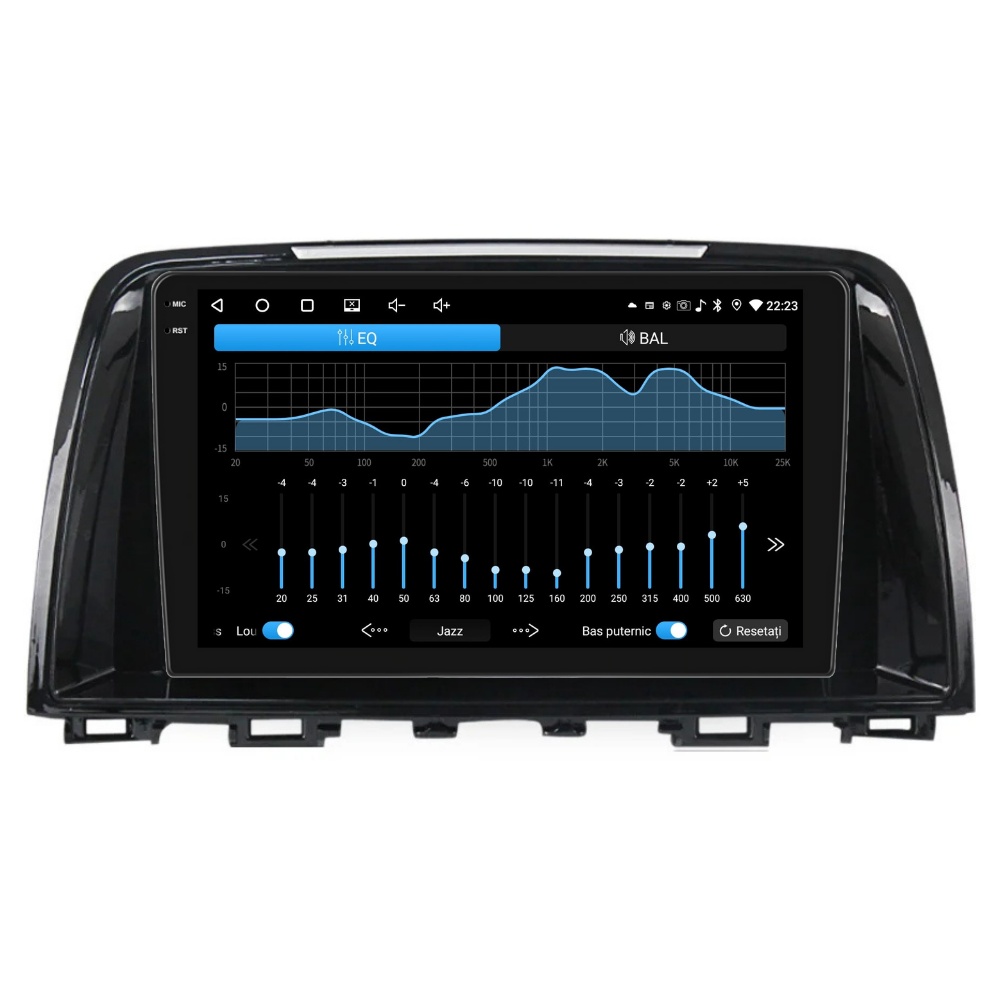 MIC
22:23
RST
EQ
BAL
15
0
-15
20 50 100 200 500 1K 2K 5K 10K 25K
-4 -4 -3 -1 0 -4 -6 -10 -10 -11 -4 -3 -2 -2 +2 +5
15
0
-15
20 25 31 40 50 63 80 100 125 160 200 250 315 400 500 630
s Lou Jazz Bas puternic Resetați